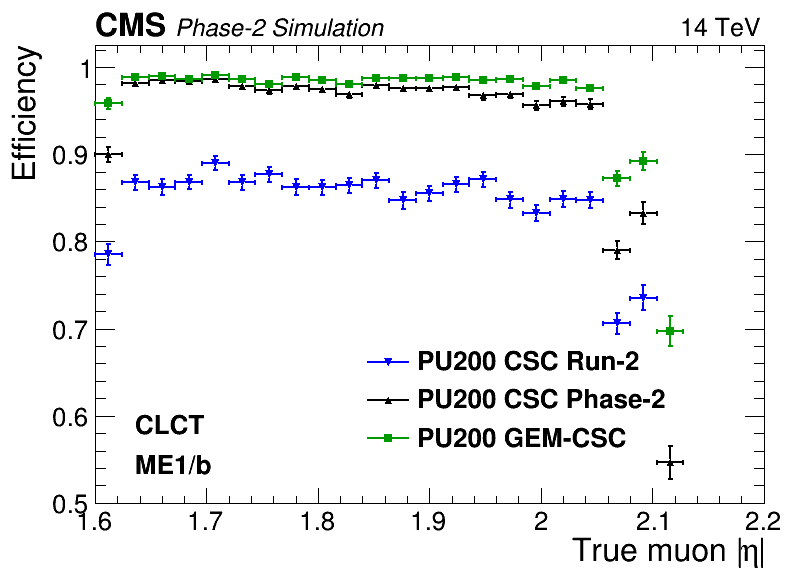 CMS Phase-2 Simulation 14 TeV
Efficiency
1
0.9
0.8
0.7
0.6
0.5
PU200 CSC Run-2
PU200 CSC Phase-2
PU200 GEM-CSC
CLCT
ME1/b
1.6 1.7 1.8 1.9 2 2.1 2.2
True muon |η|